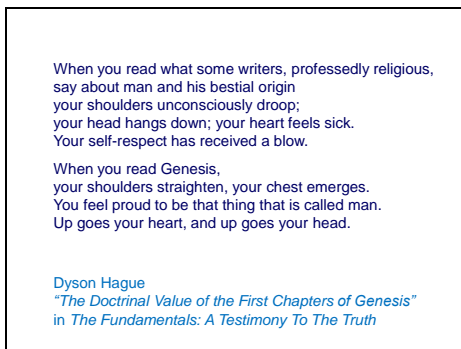 When you read what some writers, professedly religious,
say about man and his bestial origin
your shoulders unconsciously droop;
your head hangs down; your heart feels sick.
Your self-respect has received a blow.
When you read Genesis,
your shoulders straighten, your chest emerges.
You feel proud to be that thing that is called man.
Up goes your heart, and up goes your head.
Dyson Hague
“The Doctrinal Value of the First Chapters of Genesis”
in The Fundamentals: A Testimony To The Truth